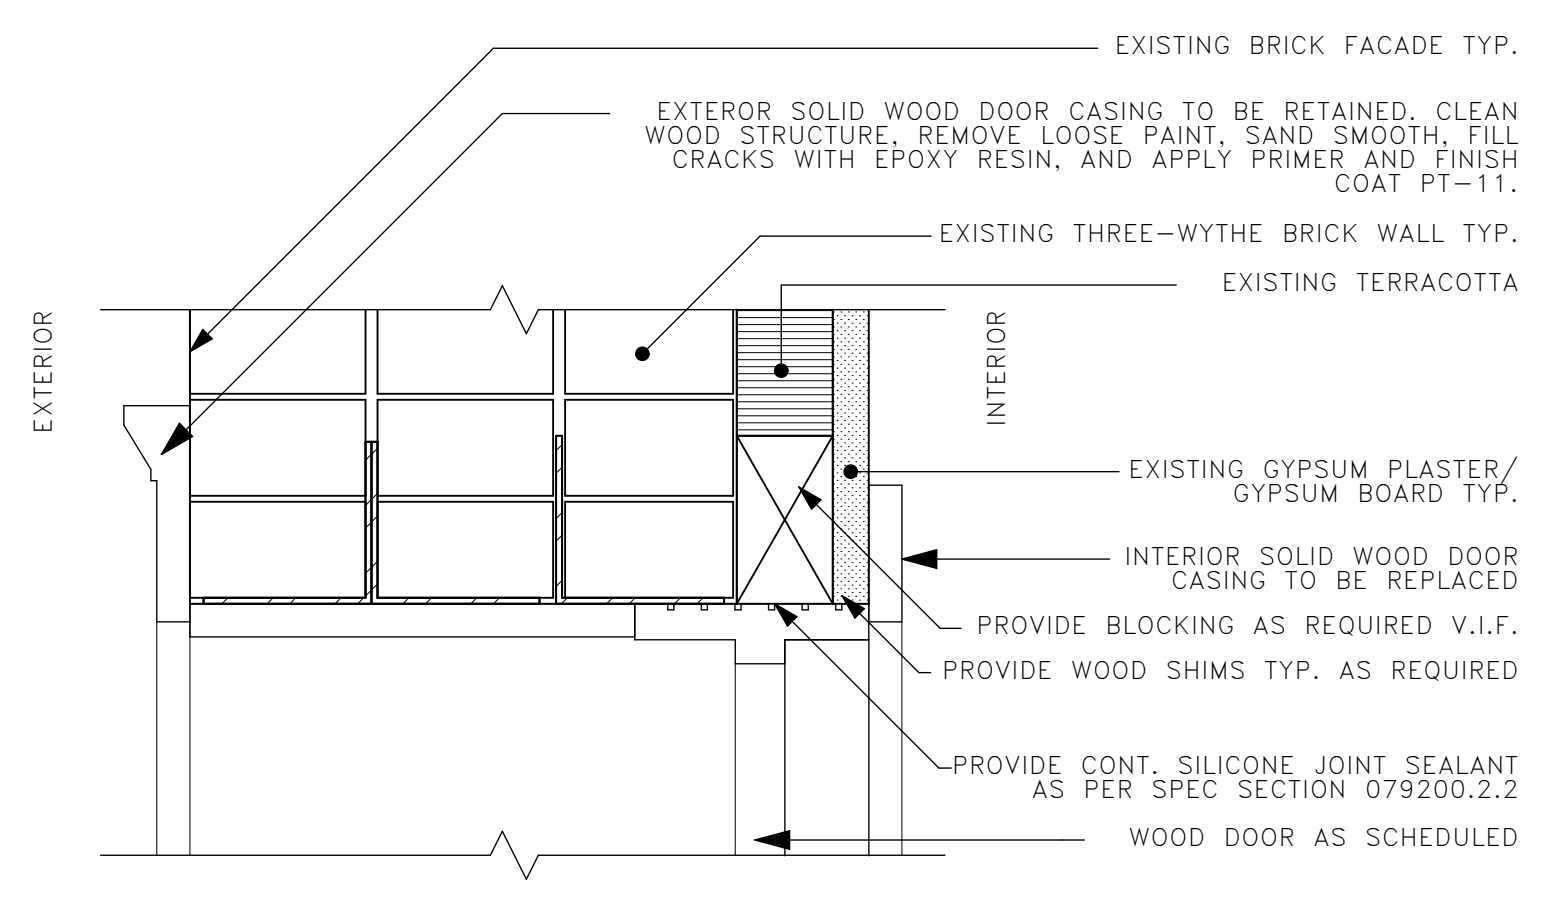 EXISTING BRICK FACADE TYP.
EXTEROR SOLID WOOD DOOR CASING TO BE RETAINED. CLEAN
WOOD STRUCTURE, REMOVE LOOSE PAINT, SAND SMOOTH, FILL
CRACKS WITH EPOXY RESIN, AND APPLY PRIMER AND FINISH
COAT PT-11.
EXISTING THREE-WYTHE BRICK WALL TYP.
EXISTING TERRACOTTA
EXTERIOR
INTERIOR
EXISTING GYPSUM PLASTER/
GYPSUM BOARD TYP.
INTERIOR SOLID WOOD DOOR
CASING TO BE REPLACED
PROVIDE BLOCKING AS REQUIRED V.I.F.
PROVIDE WOOD SHIMS TYP. AS REQUIRED
PROVIDE CONT. SILICONE JOINT SEALANT
AS PER SPEC SECTION 079200.2.2
WOOD DOOR AS SCHEDULED